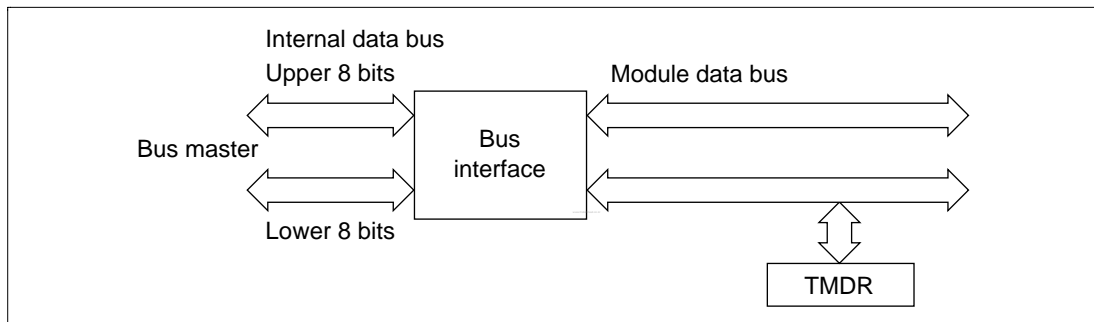 Internal data bus
Upper 8 bits
Module data bus
Bus
interface
Bus master
Lower 8 bits
TMDR